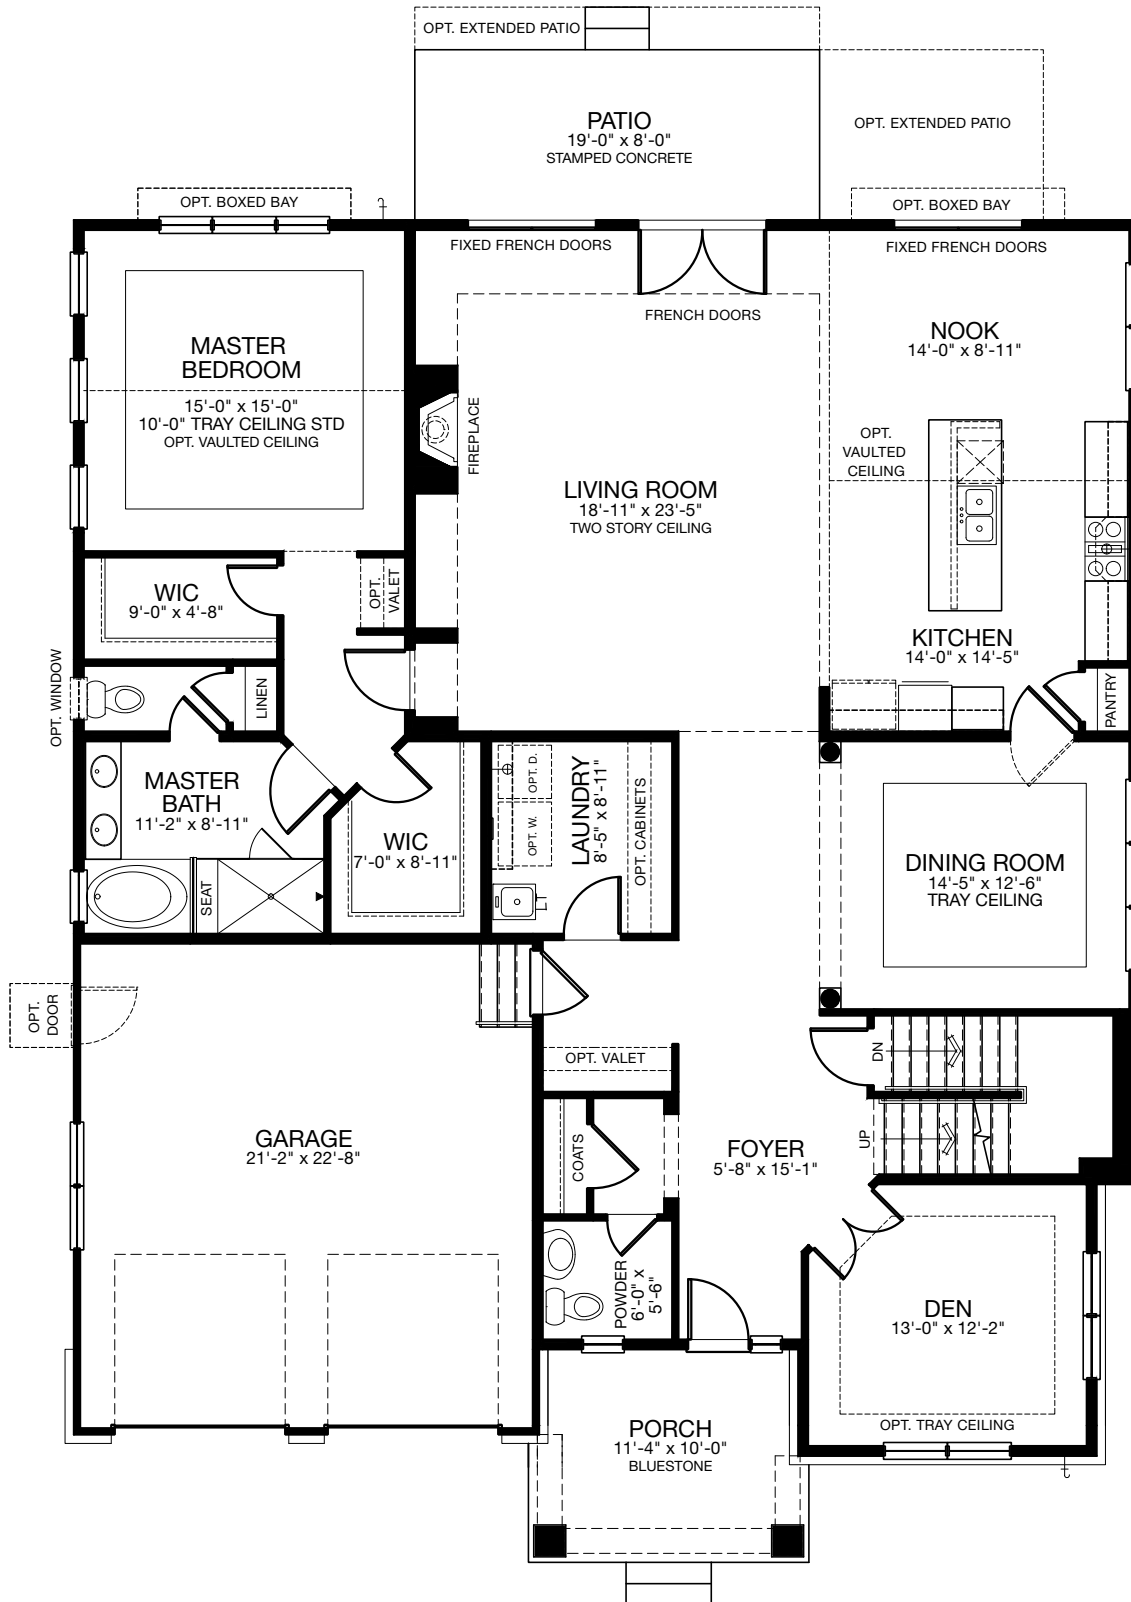 OPT. EXTENDED PATIO
PATIO
19'-0" x 8'-0"
STAMPED CONCRETE
OPT. EXTENDED PATIO
OPT. BOXED BAY
OPT. BOXED BAY
FIXED FRENCH DOORS
FIXED FRENCH DOORS
FRENCH DOORS
MASTER
BEDROOM
15'-0" x 15'-0"
10'-0" TRAY CEILING STD
OPT. VAULTED CEILING
FIREPLACE
LIVING ROOM
18'-11" x 23'-5"
TWO STORY CEILING
NOOK
14'-0" x 8'-11"
OPT.
VAULTED
CEILING
KITCHEN
14'-0" x 14'-5"
PANTRY
WIC
9'-0" x 4'-8"
OPT.
VALET
OPT. WINDOW
LINEN
MASTER
BATH
11'-2" x 8'-11"
SEAT
WIC
7'-0" x 8'-11"
OPT. D.
OPT. W.
LAUNDRY
8'-5" x 8'-11"
OPT. CABINETS
DINING ROOM
14'-5" x 12'-6"
TRAY CEILING
OPT.
DOOR
GARAGE
21'-2" x 22'-8"
OPT. VALET
COATS
DN
UP
FOYER
5'-8" x 15'-1"
POWDER
6'-0" x
5'-6"
DEN
13'-0" x 12'-2"
OPT. TRAY CEILING
PORCH
11'-4" x 10'-0"
BLUESTONE